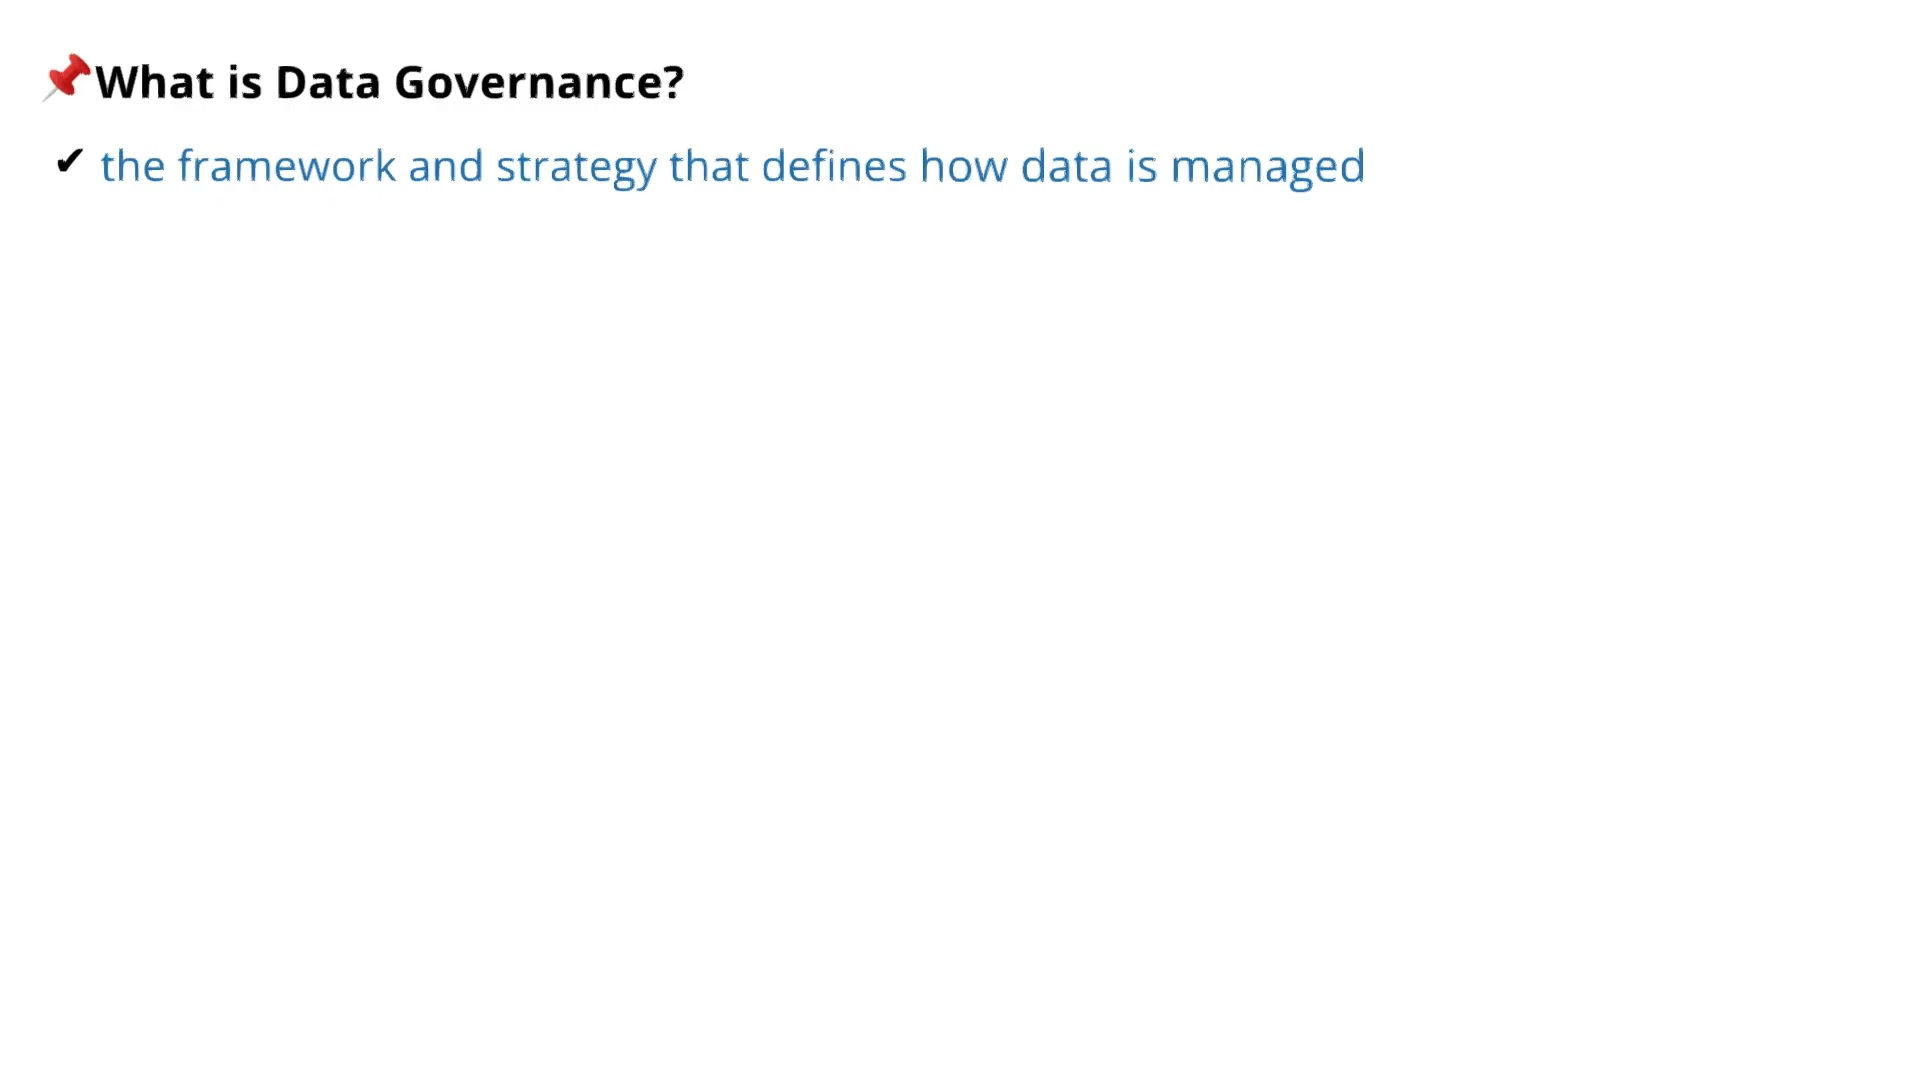 📌What is Data Governance?
✔ the framework and strategy that defines how data is managed